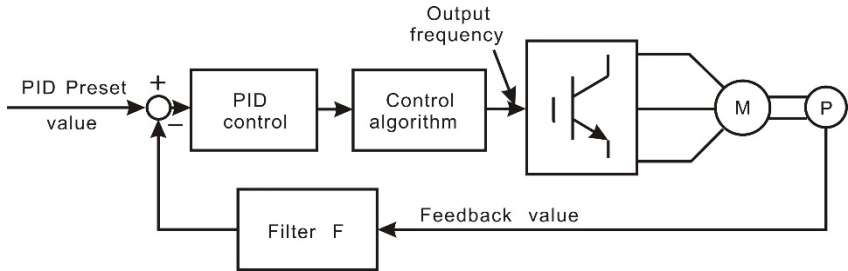 Output
frequency
PID Preset
value
+
−
PID
control
Control
algorithm
M
P
Filter F
Feedback value